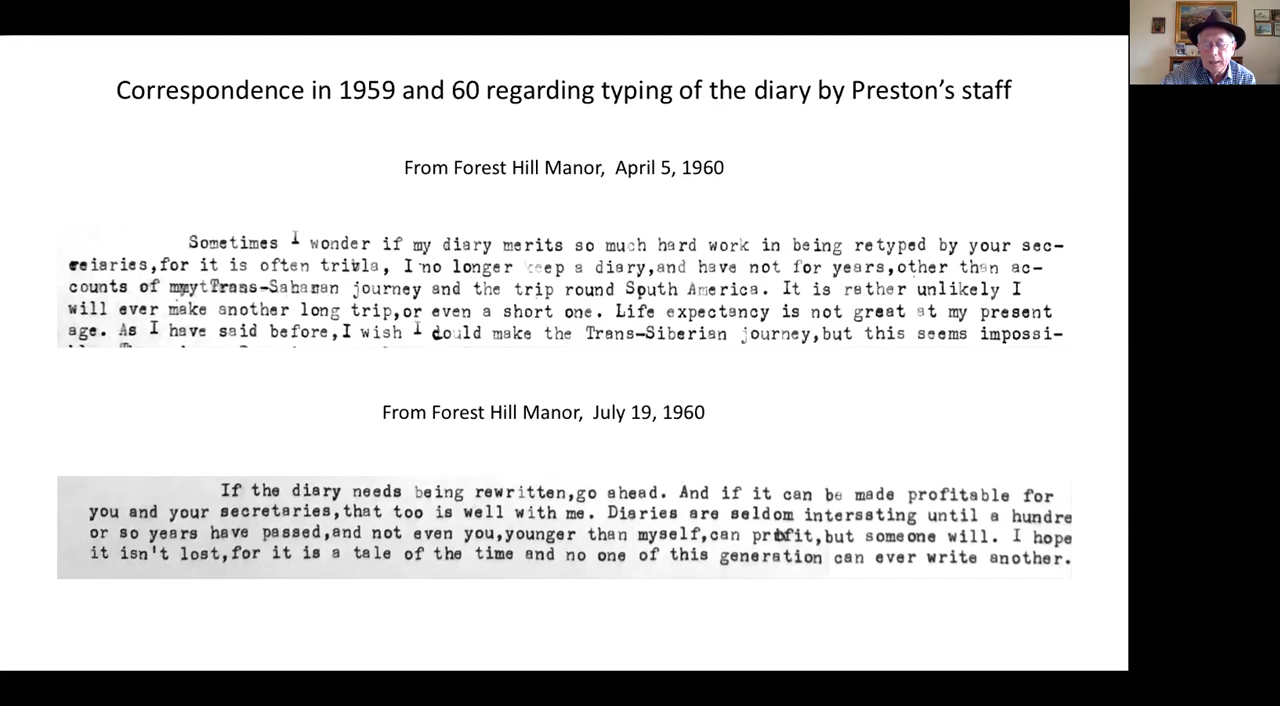 Correspondence in 1959 and 60 regarding typing of the diary by Preston’s staff
From Forest Hill Manor, April 5, 1960
Sometimes I wonder if my diary merits so much hard work in being retyped by your sec-
reiaries,for it is often trivla, I no longer keep a diary,and have not for years,other than ac-
counts of Trans-Saharan journey and the trip round South America. It is rather unlikely I
will ever make another long trip,or even a short one. Life expectancy is not great at my present
age. As I have said before,I wish I could make the Trans-Siberian journey,but this seems impossi-
From Forest Hill Manor, July 19, 1960
If the diary needs being rewritten,go ahead. And if it can be made profitable for
you and your secretaries,that too is well with me. Diaries are seldom interssting until a hundre
or so years have passed,and not even you,younger than myself,can profit,but someone will. I hope
it isn't lost,for it is a tale of the time and no one of this generation can ever write another.